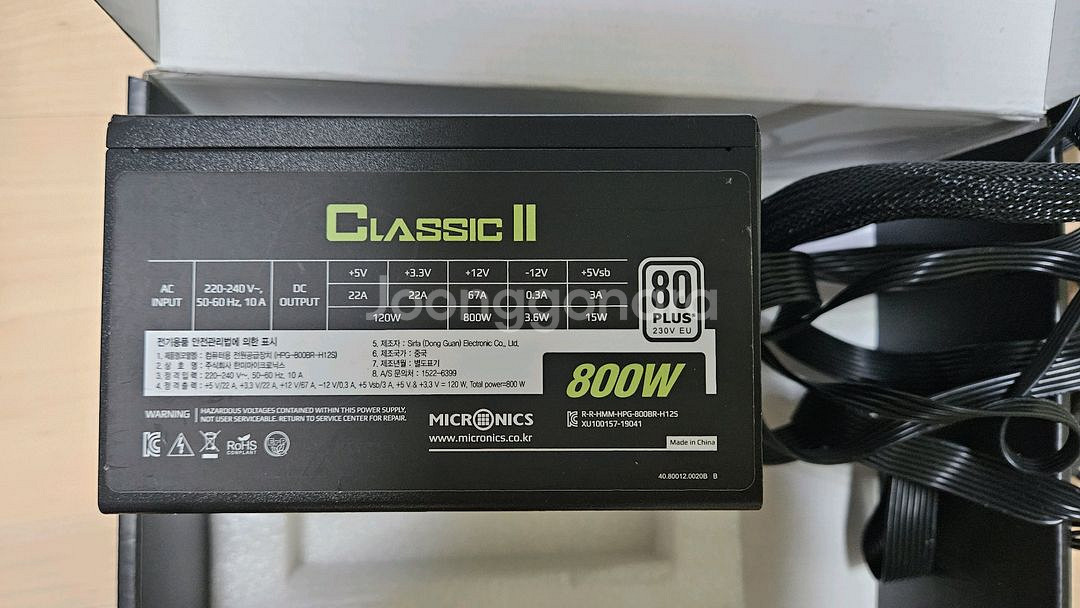 CLASSIC II
AC INPUT 220-240 V~, 50-60 Hz, 10 A DC OUTPUT +5V +3.3V +12V -12V +5Vsb
22A 22A 67A 0.3A 3A
120W 800W 3.6W 15W
80 PLUS 230V EU
Joonggonara
전기용품 안전관리법에 의한 표시
1. 제품명/모델명 : 컴퓨터용 전원공급장치 (HPG-800BR-H12S)
2. 상 호 명 : 주식회사 한미마이크로닉스
3. 정 격 입 력 : 220-240 V~, 50-60 Hz, 10 A
4. 정 격 출 력 : +5 V/22 A, +3.3 V/22 A, +12 V/67 A, -12 V/0.3 A, +5 Vsb/3 A, +5 V & +3.3 V = 120 W, Total power=800 W
5. 제조자 : Sirfa (Dong Guan) Electronic Co., Ltd.
6. 제조국가 : 중국
7. 제조년월 : 별도표기
8. A/S 문의처 : 1522-6399
800W
WARNING HAZARDOUS VOLTAGES CONTAINED WITHIN THIS POWER SUPPLY,
NOT USER SERVICEABLE. RETURN TO SERVICE CENTER FOR REPAIR.
MICRONICS
www.micronics.co.kr
R-R-HMM-HPG-800BR-H12S
XU100157-19041
RoHS
COMPLIANT
Made in China
40.80012.0020B B